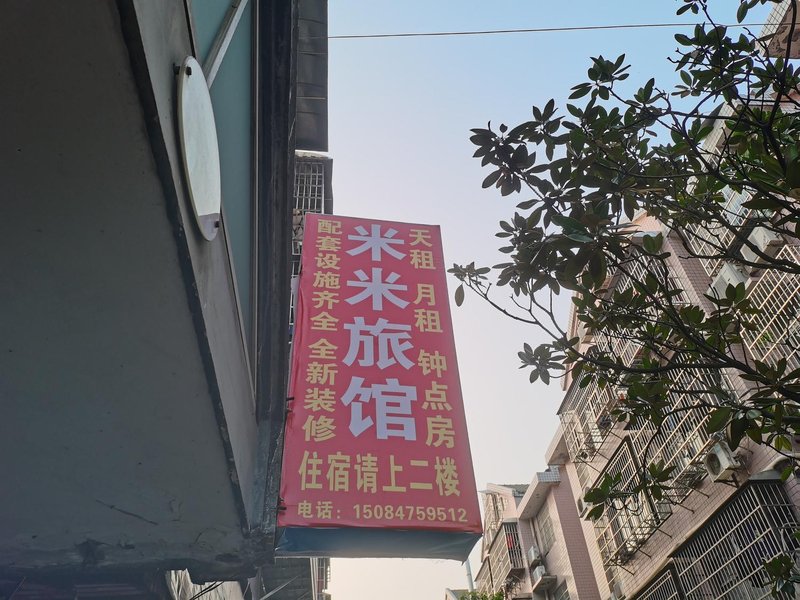 天租 月租 钟点房
米米旅馆
配套设施齐全 全新装修
住宿请上二楼
电话：15084759512